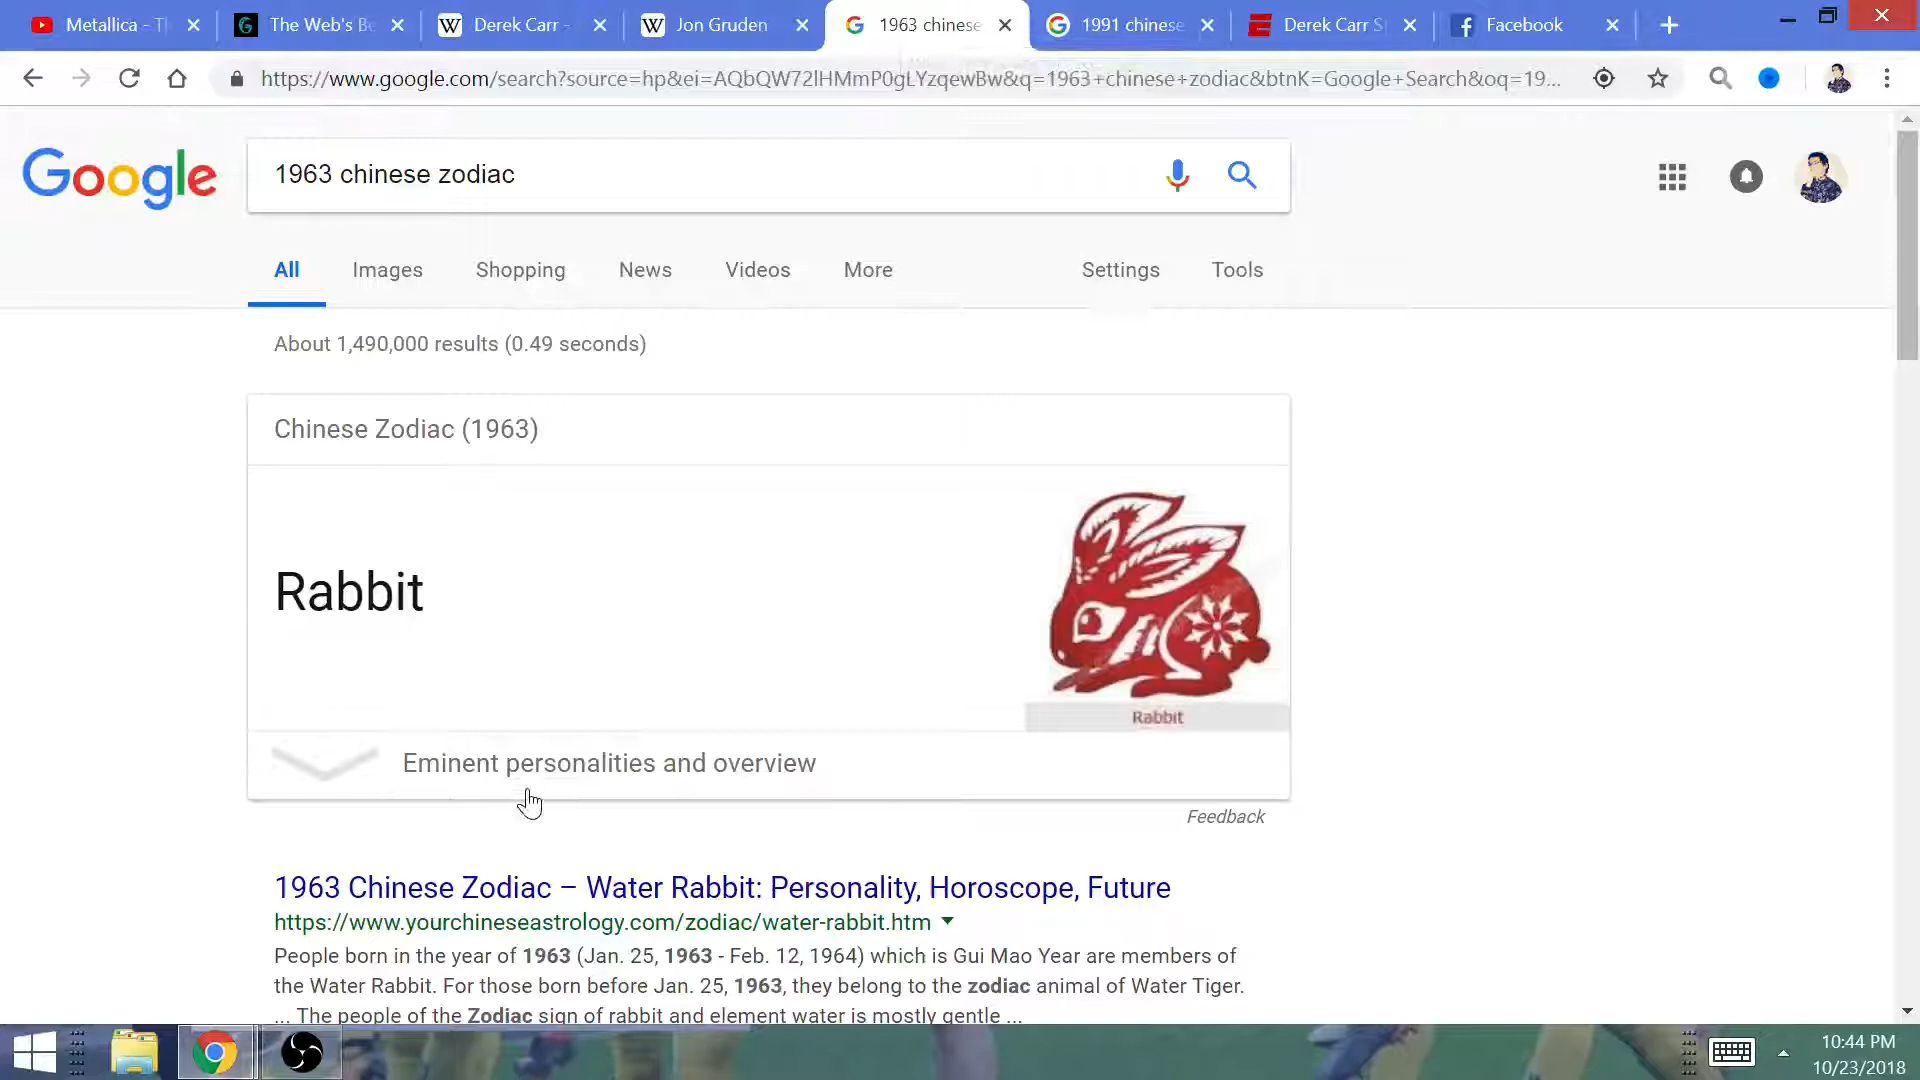 Metallica - T
The Web's Be
Derek Carr -
Jon Gruden
1963 chinese
1991 chinese
Derek Carr S
Facebook
https://www.google.com/search?source=hp&ei=AQbQW72lHMmP0gLYzqewBw&q=1963+chinese+zodiac&btnK=Google+Search&oq=19...
Google
1963 chinese zodiac
All Images Shopping News Videos More Settings Tools
About 1,490,000 results (0.49 seconds)
Chinese Zodiac (1963)
Rabbit
Rabbit
Eminent personalities and overview
Feedback
1963 Chinese Zodiac – Water Rabbit: Personality, Horoscope, Future
https://www.yourchineseastrology.com/zodiac/water-rabbit.htm
People born in the year of 1963 (Jan. 25, 1963 - Feb. 12, 1964) which is Gui Mao Year are members of
the Water Rabbit. For those born before Jan. 25, 1963, they belong to the zodiac animal of Water Tiger.
... The people of the Zodiac sign of rabbit and element water is mostly gentle ...
10:44 PM
10/23/2018